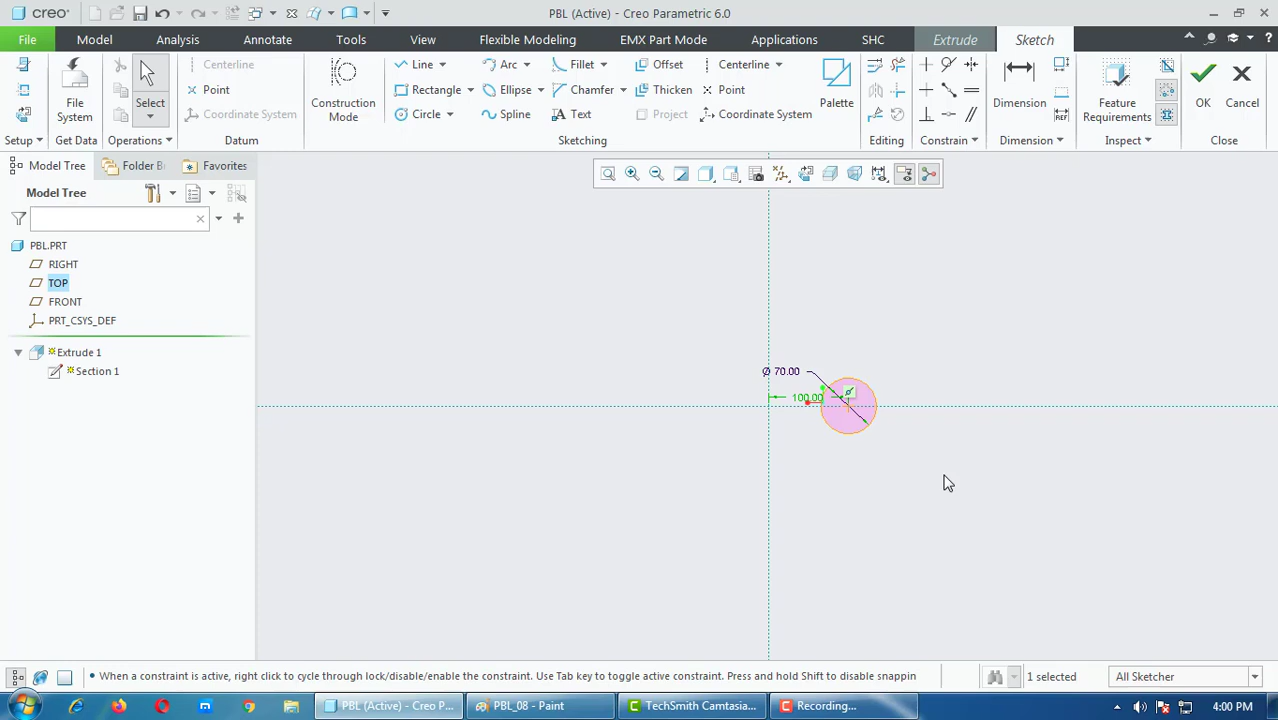 creo
PBL (Active) - Creo Parametric 6.0
File Model Analysis Annotate Tools View Flexible Modeling EMX Part Mode Applications SHC Extrude Sketch
Setup
File System
Get Data
Select
Operations
Centerline
Point
Coordinate System
Datum
Construction Mode
Line Arc Fillet Offset Centerline
Rectangle Ellipse Chamfer Thicken Point
Circle Spline Text Project Coordinate System
Palette
Sketching
Editing
Constrain
Dimension
Dimension
Feature Requirements
Inspect
OK
Cancel
Close
Model Tree Folder B Favorites
Model Tree
PBL.PRT
RIGHT
TOP
FRONT
PRT_CSYS_DEF
Extrude 1
Section 1
Ø 70.00
100.00
When a constraint is active, right click to cycle through lock/disable/enable the constraint. Use Tab key to toggle active constraint. Press and hold Shift to disable snappin
1 selected
All Sketcher
PBL (Active) - Creo P... PBL_08 - Paint TechSmith Camtasia... Recording... 4:00 PM